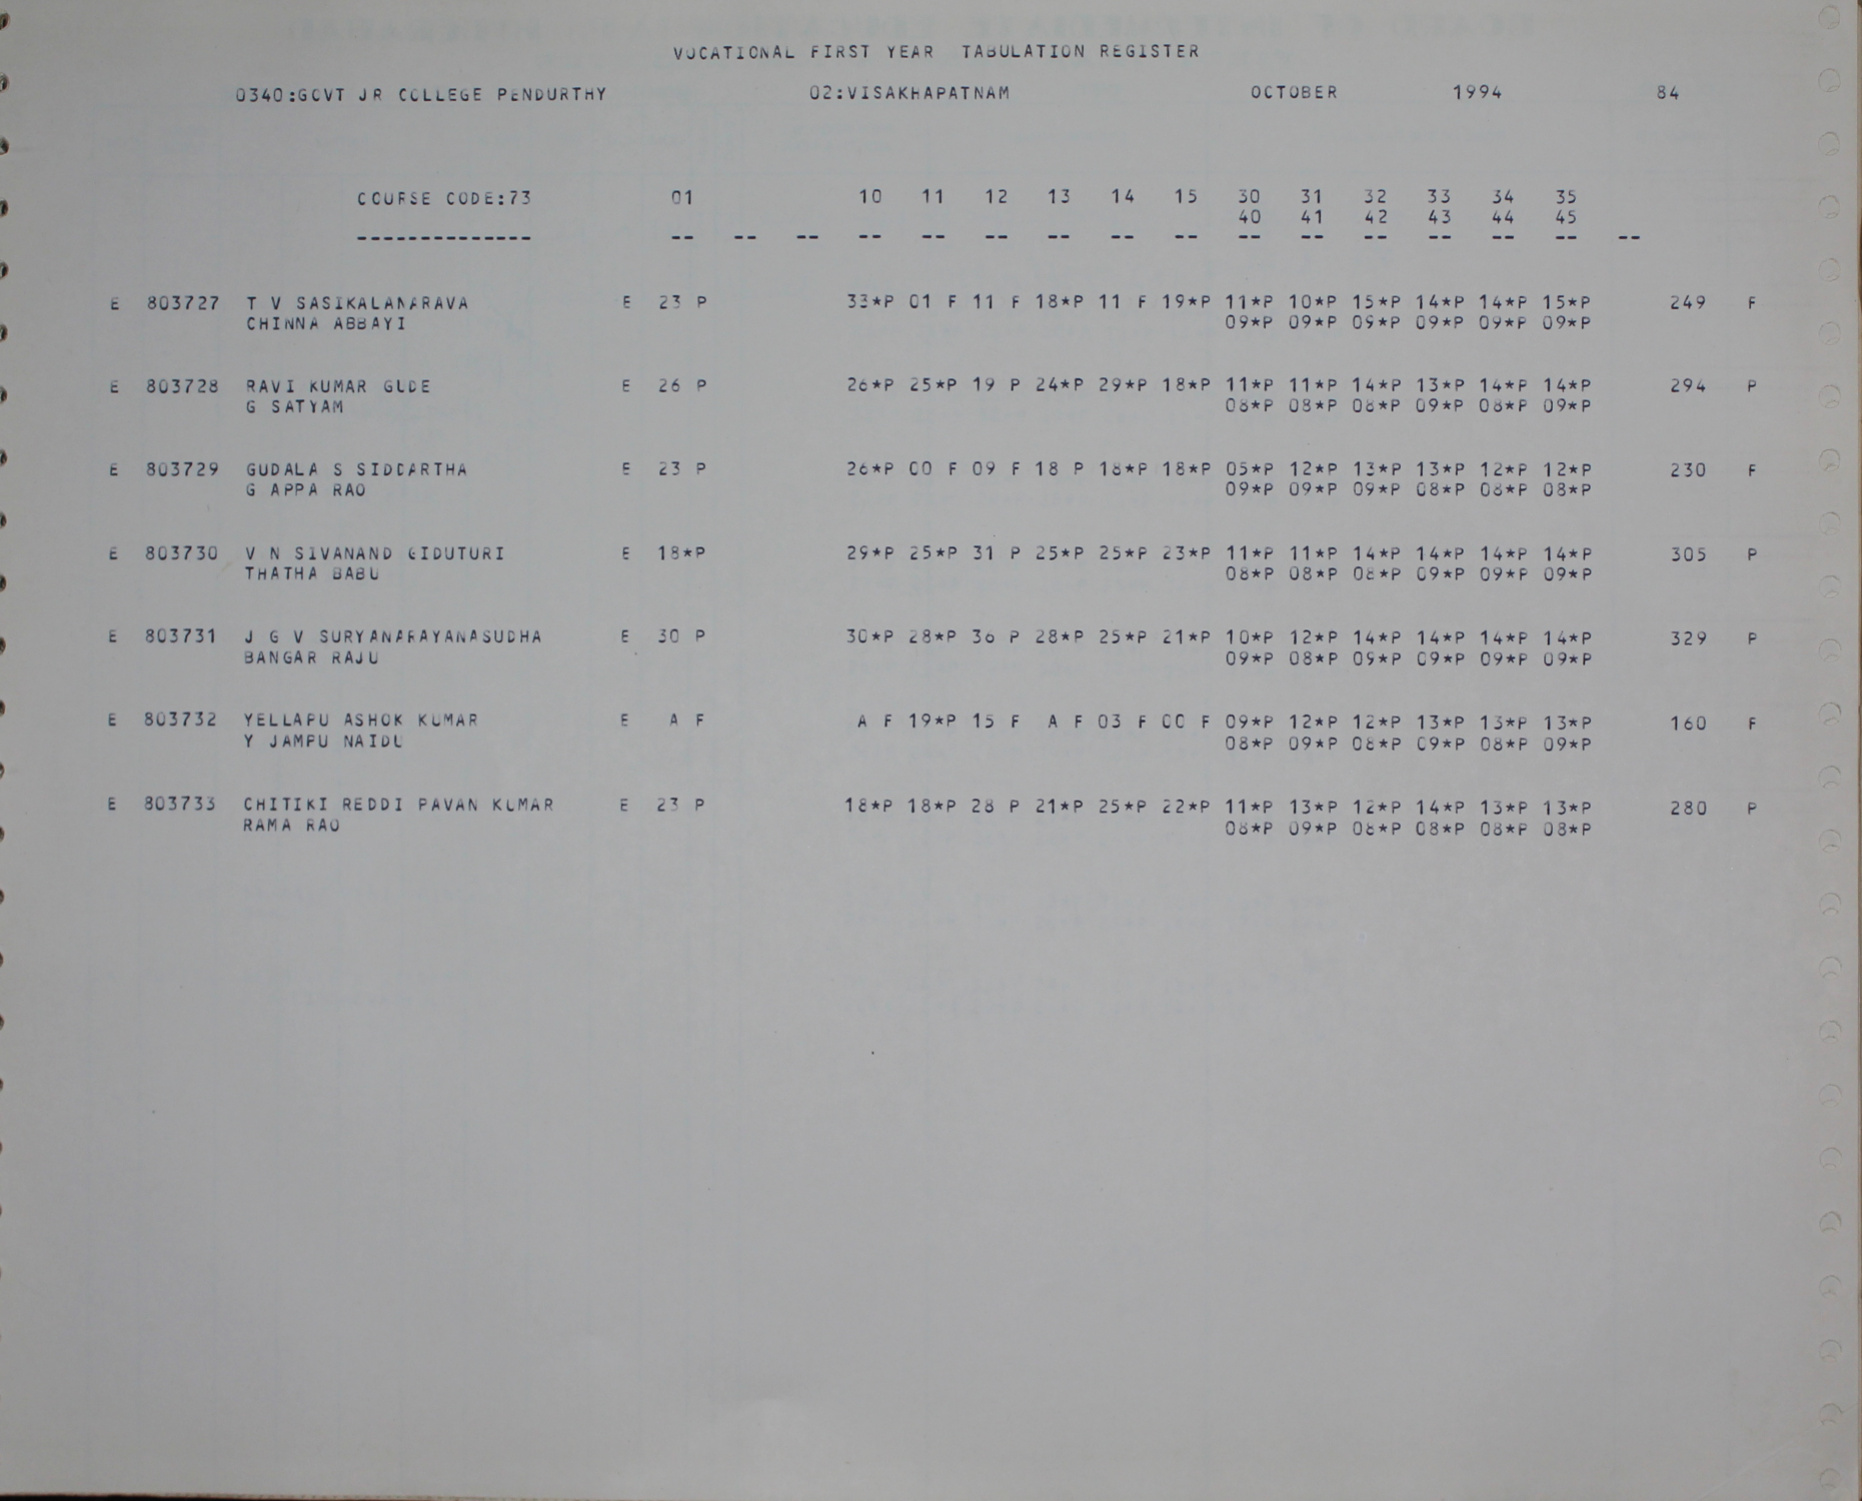 VOCATIONAL FIRST YEAR TABULATION REGISTER
0340:GOVT JR COLLEGE PENDURTHY 02:VISAKHAPATNAM OCTOBER 1994 84
COURSE CODE:73 01 10 11 12 13 14 15 30 31 32 33 34 35
40 41 42 43 44 45
-------------- -- -- -- -- -- -- -- -- -- -- -- -- -- -- -- --
E 803727 T V SASIKALANARAVA E 23 P 33*P 01 F 11 F 18*P 11 F 19*P 11*P 10*P 15*P 14*P 14*P 15*P 249 F
CHINNA ABBAYI 09*P 09*P 09*P 09*P 09*P 09*P
E 803728 RAVI KUMAR GUDE E 26 P 26*P 25*P 19 P 24*P 29*P 18*P 11*P 11*P 14*P 13*P 14*P 14*P 294 P
G SATYAM 08*P 08*P 08*P 09*P 08*P 09*P
E 803729 GUDALA S SIDDARTHA E 23 P 26*P 00 F 09 F 18 P 18*P 18*P 05*P 12*P 13*P 13*P 12*P 12*P 230 F
G APPA RAO 09*P 09*P 09*P 08*P 08*P 08*P
E 803730 V N SIVANAND GIDUTURI E 18*P 29*P 25*P 31 P 25*P 25*P 23*P 11*P 11*P 14*P 14*P 14*P 14*P 305 P
THATHA BABU 08*P 08*P 08*P 09*P 09*P 09*P
E 803731 J G V SURYANARAYANASUDHA E 30 P 30*P 28*P 36 P 28*P 25*P 21*P 10*P 12*P 14*P 14*P 14*P 14*P 329 P
BANGAR RAJU 09*P 08*P 09*P 09*P 09*P 09*P
E 803732 YELLAPU ASHOK KUMAR E A F A F 19*P 15 F A F 03 F 00 F 09*P 12*P 12*P 13*P 13*P 13*P 160 F
Y JAMPU NAIDU 08*P 09*P 08*P 09*P 08*P 09*P
E 803733 CHITIKI REDDI PAVAN KUMAR E 23 P 18*P 18*P 28 P 21*P 25*P 22*P 11*P 13*P 12*P 14*P 13*P 13*P 280 P
RAMA RAO 08*P 09*P 08*P 08*P 08*P 08*P